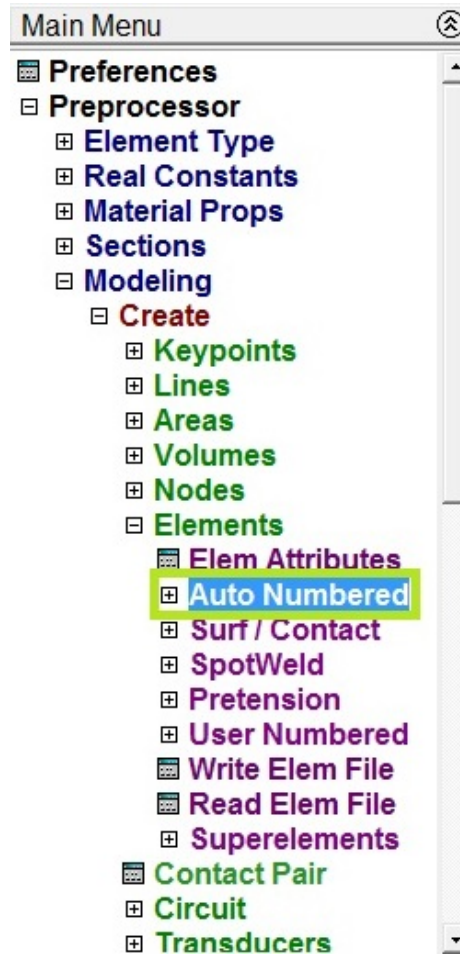 Main Menu
Preferences
Preprocessor
Element Type
Real Constants
Material Props
Sections
Modeling
Create
Keypoints
Lines
Areas
Volumes
Nodes
Elements
Elem Attributes
Auto Numbered
Surf / Contact
SpotWeld
Pretension
User Numbered
Write Elem File
Read Elem File
Superelements
Contact Pair
Circuit
Transducers